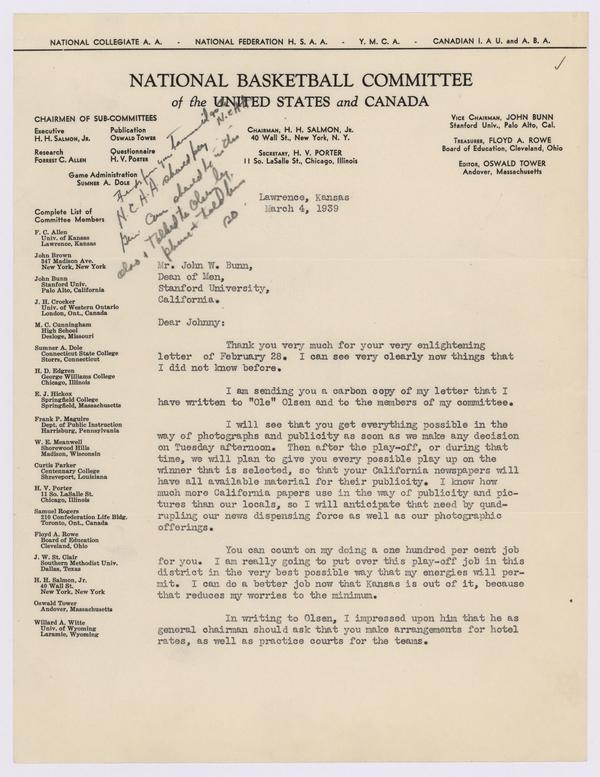 NATIONAL COLLEGIATE A. A. - NATIONAL FEDERATION H. S. A. A. - Y. M. C. A. - CANADIAN I. A U. and A. B. A.
NATIONAL BASKETBALL COMMITTEE
of the UNITED STATES and CANADA
CHAIRMEN OF SUB-COMMITTEES
Executive
H. H. SALMON, JR.
Publication
OSWALD TOWER
Research
FORREST C. ALLEN
Questionnaire
H. V. PORTER
Game Administration
SUMNER A. DOLE
CHAIRMAN, H. H. SALMON, JR.
40 Wall St., New York, N. Y.
SECRETARY, H. V. PORTER
11 So. LaSalle St., Chicago, Illinois
VICE CHAIRMAN, JOHN BUNN
Stanford Univ., Palo Alto, Cal.
TREASURER, FLOYD A. ROWE
Board of Education, Cleveland, Ohio
EDITOR, OSWALD TOWER
Andover, Massachusetts
N.C.A.A. should pay
also I talked to
phone & told him
Complete List of
Committee Members
F. C. Allen
Univ. of Kansas
Lawrence, Kansas
John Brown
347 Madison Ave.
New York, New York
John Bunn
Stanford Univ.
Palo Alto, California
J. H. Crocker
Univ. of Western Ontario
London, Ont., Canada
M. C. Cunningham
High School
Desloge, Missouri
Sumner A. Dole
Connecticut State College
Storrs, Connecticut
H. D. Edgren
George Williams College
Chicago, Illinois
E. J. Hickox
Springfield College
Springfield, Massachusetts
Frank P. Maguire
Dept. of Public Instruction
Harrisburg, Pennsylvania
W. E. Meanwell
Shorewood Hills
Madison, Wisconsin
Curtis Parker
Centenary College
Shreveport, Louisiana
H. V. Porter
11 So. LaSalle St.
Chicago, Illinois
Samuel Rogers
210 Confederation Life Bldg.
Toronto, Ont., Canada
Floyd A. Rowe
Board of Education
Cleveland, Ohio
J. W. St. Clair
Southern Methodist Univ.
Dallas, Texas
H. H. Salmon, Jr.
40 Wall St.
New York, New York
Oswald Tower
Andover, Massachusetts
Willard A. Witte
Univ. of Wyoming
Laramie, Wyoming
Lawrence, Kansas
March 4, 1939
Mr. John W. Bunn,
Dean of Men,
Stanford University,
California.
Dear Johnny:
Thank you very much for your very enlightening
letter of February 28. I can see very clearly now things that
I did not know before.
I am sending you a carbon copy of my letter that I
have written to "Ole" Olsen and to the members of my committee.
I will see that you get everything possible in the
way of photographs and publicity as soon as we make any decision
on Tuesday afternoon. Then after the play-off, or during that
time, we will plan to give you every possible play up on the
winner that is selected, so that your California newspapers will
have all available material for their publicity. I know how
much more California papers use in the way of publicity and pic-
tures than our locals, so I will anticipate that need by quad-
rupling our news dispensing force as well as our photographic
offerings.
You can count on my doing a one hundred per cent job
for you. I am really going to put over this play-off job in this
district in the very best possible way that my energies will per-
mit. I can do a better job now that Kansas is out of it, because
that reduces my worries to the minimum.
In writing to Olsen, I impressed upon him that he as
general chairman should ask that you make arrangements for hotel
rates, as well as practice courts for the teams.